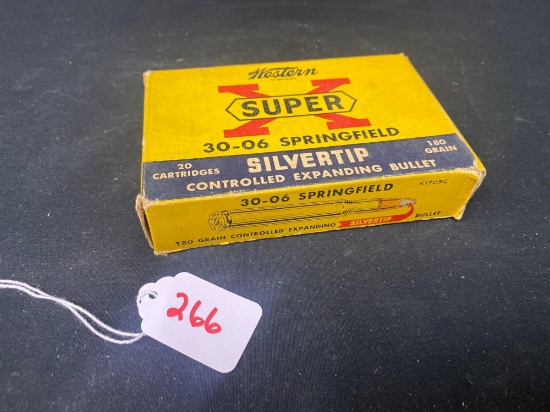 Western
X
SUPER
30-06 SPRINGFIELD
20 CARTRIDGES
SILVERTIP
180 GRAIN
CONTROLLED EXPANDING BULLET
30-06 SPRINGFIELD
180 GRAIN CONTROLLED EXPANDING SILVERTIP BULLET
266